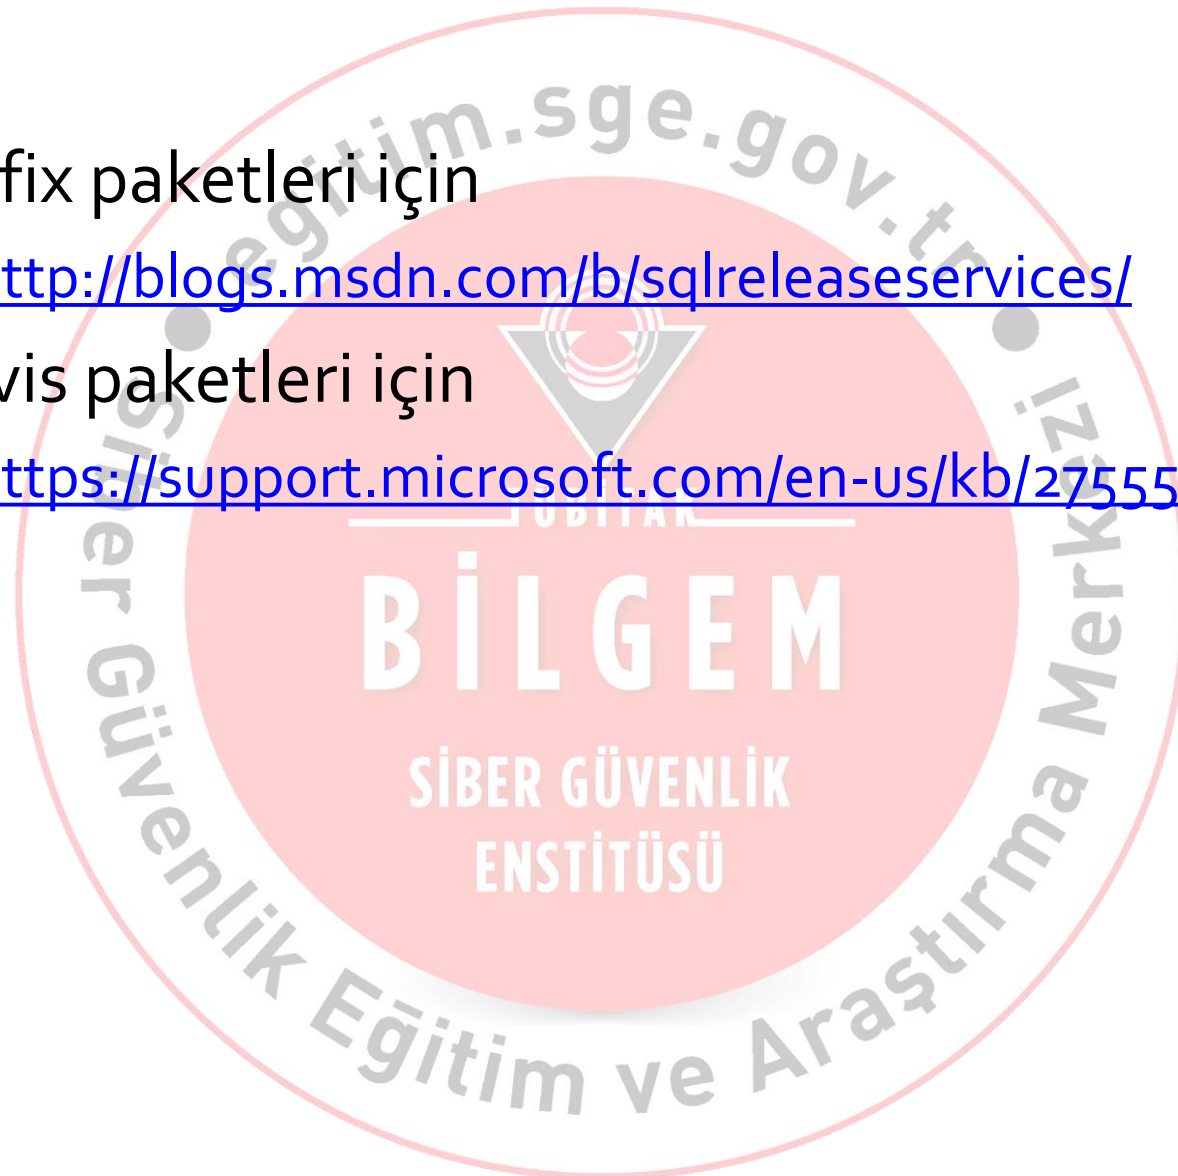 egitim.sge.gov.tr
fix paketleri için
ttp://blogs.msdn.com/b/sqlreleaseservices/
vis paketleri için
ttps://support.microsoft.com/en-us/kb/27555
BİLGEM
SİBER GÜVENLİK
ENSTİTÜSÜ
Siber Güvenlik Eğitim ve Araştırma Merkezi